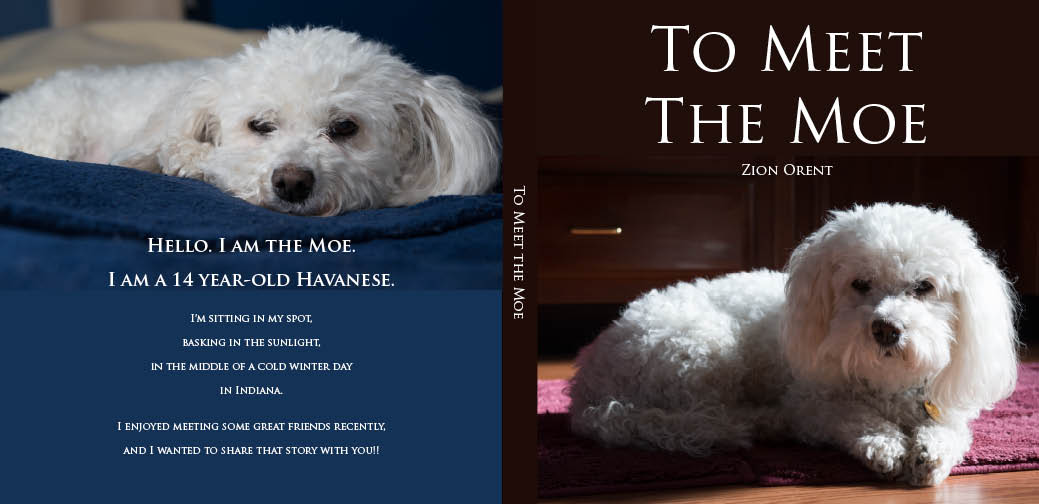 Hello. I am the Moe.
I am a 14 year-old Havanese.
I'm sitting in my spot,
basking in the sunlight,
in the middle of a cold winter day
in Indiana.
I enjoyed meeting some great friends recently,
and I wanted to share that story with you!!
To Meet the Moe
To Meet
The Moe
Zion Orent